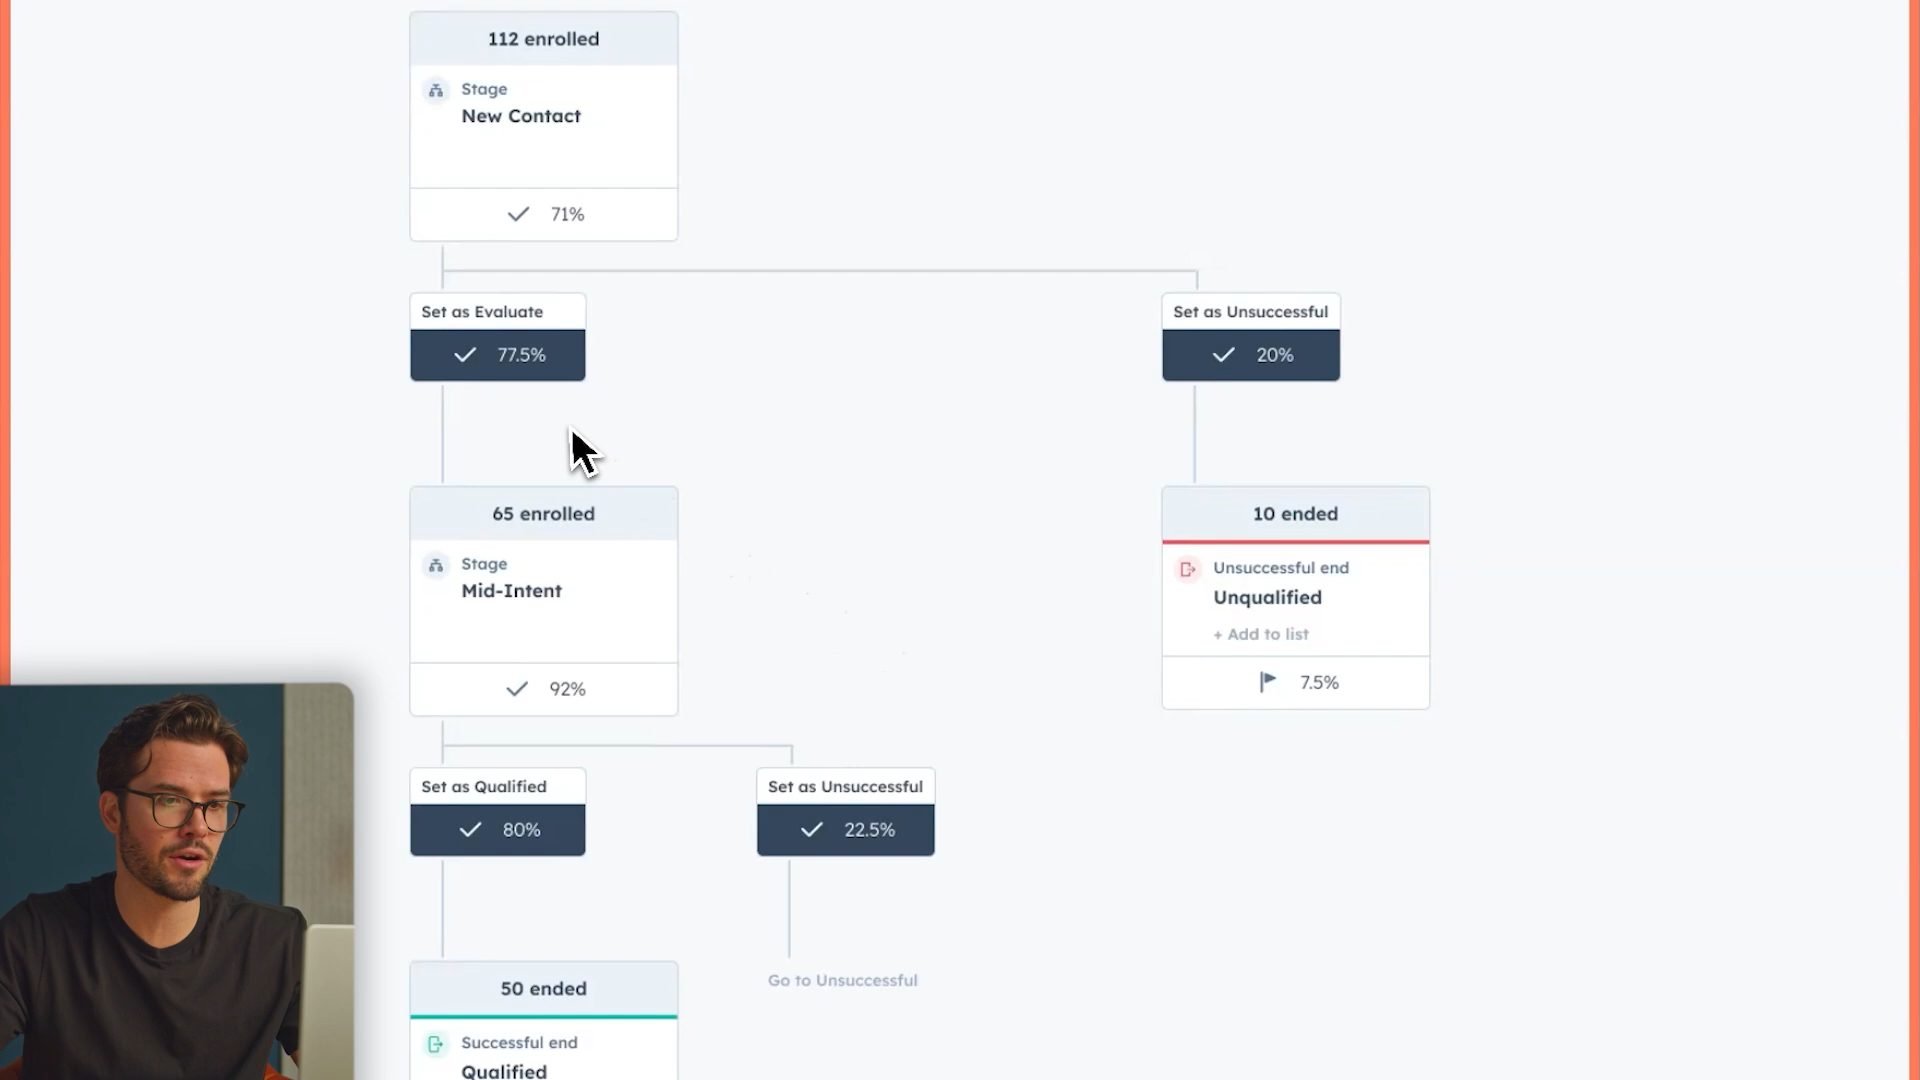 112 enrolled
Stage
New Contact
71%
Set as Evaluate
77.5%
Set as Unsuccessful
20%
65 enrolled
Stage
Mid-Intent
92%
10 ended
Unsuccessful end
Unqualified
+ Add to list
7.5%
Set as Qualified
80%
Set as Unsuccessful
22.5%
Go to Unsuccessful
50 ended
Successful end
Qualified